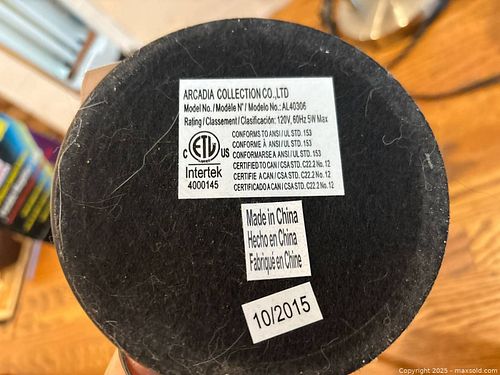 ARCADIA COLLECTION CO.,LTD
Model No. / Modèle N° / Modelo No.: AL40306
Rating / Classement / Clasificación: 120V, 60Hz 5W Max
CONFORMS TO ANSI / UL STD. 153
CONFORME À ANSI / UL STD. 153
CONFORMARSE A ANSI / UL STD. 153
CERTIFIED TO CAN / CSA STD. C22.2 No. 12
CERTIFIE A CAN / CSA STD. C22.2 No. 12
CERTIFICADO A CAN / CSA STD. C22.2 No. 12
C ETL US
Intertek
4000145
Made in China
Hecho en China
Fabriqué en Chine
10/2015
Copyright 2025 - maxsold.com